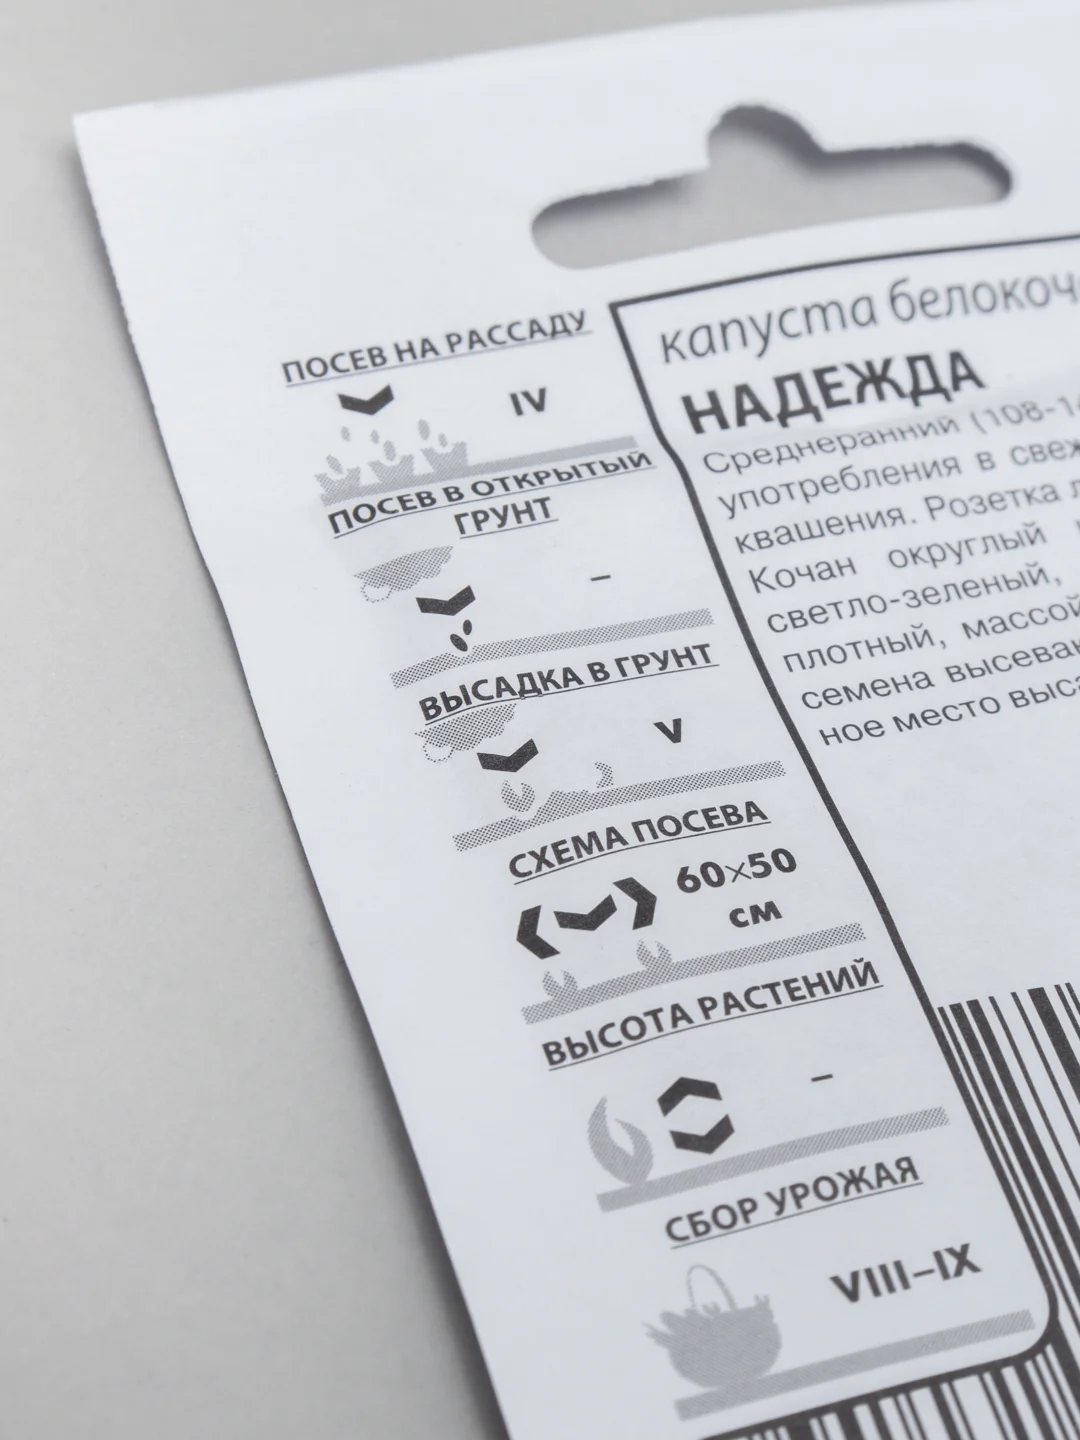 ПОСЕВ НА РАССАДУ
IV
ПОСЕВ В ОТКРЫТЫЙ
ГРУНТ
–
ВЫСАДКА В ГРУНТ
V
СХЕМА ПОСЕВА
60×50
см
ВЫСОТА РАСТЕНИЙ
–
СБОР УРОЖАЯ
VIII–IX
капуста белокоч
НАДЕЖДА
Среднеранний (108-1
употребления в свеж
квашения. Розетка
Кочан округлый
светло-зеленый,
плотный, массой
семена высеваю
ное место выса